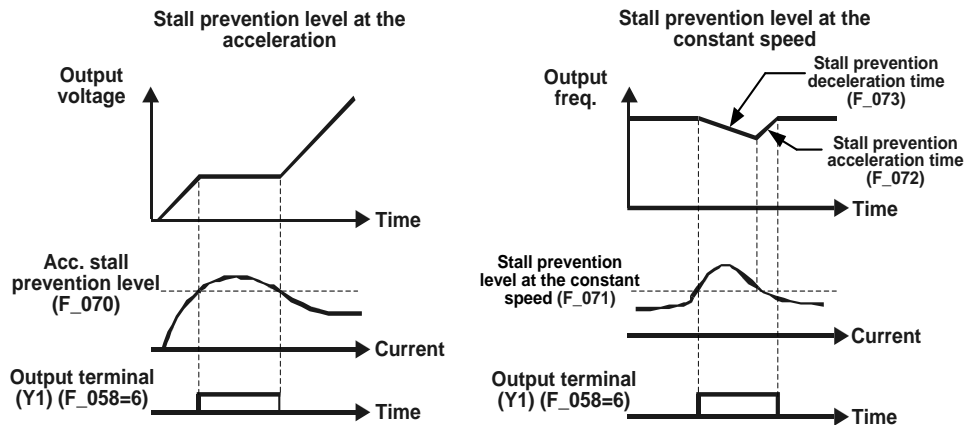 Stall prevention level at the
acceleration
Output
voltage
Time
Acc. stall
prevention level
(F_070)
Current
Output terminal
(Y1) (F_058=6)
Time
Stall prevention level at the
constant speed
Output
freq.
Stall prevention
deceleration time
(F_073)
Stall prevention
acceleration time
(F_072)
Time
Stall prevention
level at the constant
speed (F_071)
Current
Output terminal
(Y1) (F_058=6)
Time